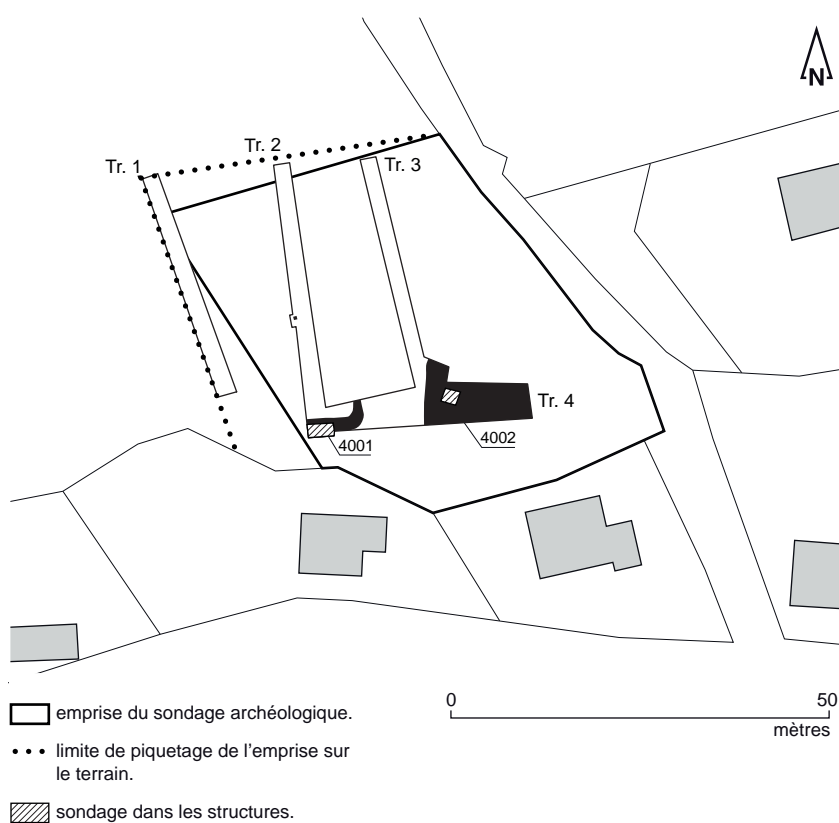 N
Tr. 2
Tr. 1
Tr. 3
Tr. 4
4001
4002
0
50
mètres
emprise du sondage archéologique.
limite de piquetage de l'emprise sur
le terrain.
sondage dans les structures.